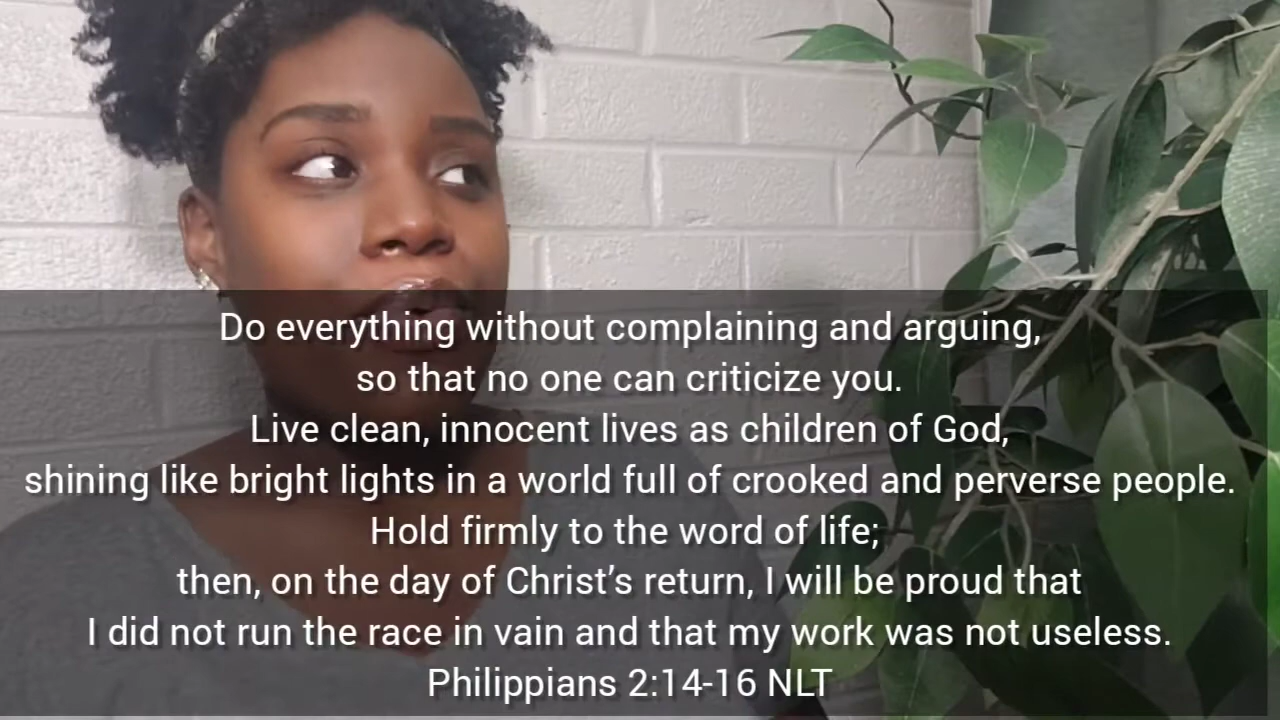 Do everything without complaining and arguing,
so that no one can criticize you.
Live clean, innocent lives as children of God,
shining like bright lights in a world full of crooked and perverse people.
Hold firmly to the word of life;
then, on the day of Christ’s return, I will be proud that
I did not run the race in vain and that my work was not useless.
Philippians 2:14-16 NLT